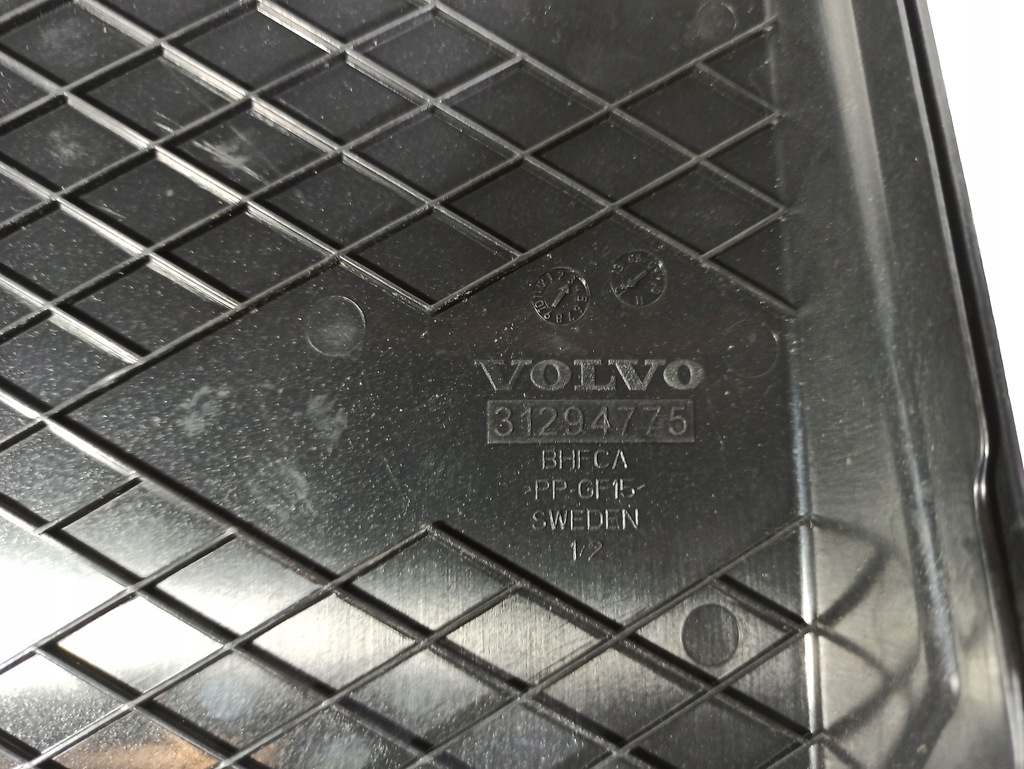 VOLVO
31294775
BHFCA
>PP-GF15<
SWEDEN
1/2